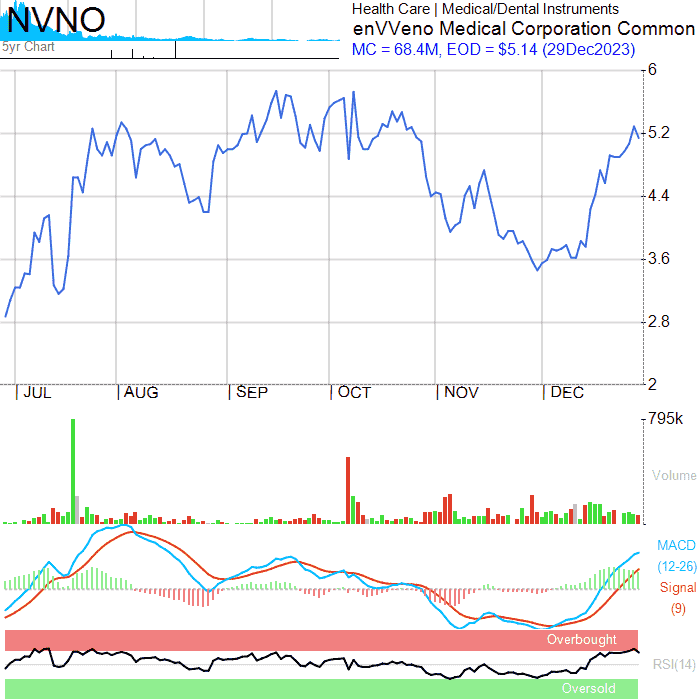 NVNO
5yr Chart
Health Care | Medical/Dental Instruments
enVVeno Medical Corporation Common
MC = 68.4M, EOD = $5.14 (29Dec2023)
6
5.2
4.4
3.6
2.8
2
JUL
AUG
SEP
OCT
NOV
DEC
795k
Volume
MACD
(12-26)
Signal
(9)
Overbought
RSI(14)
Oversold